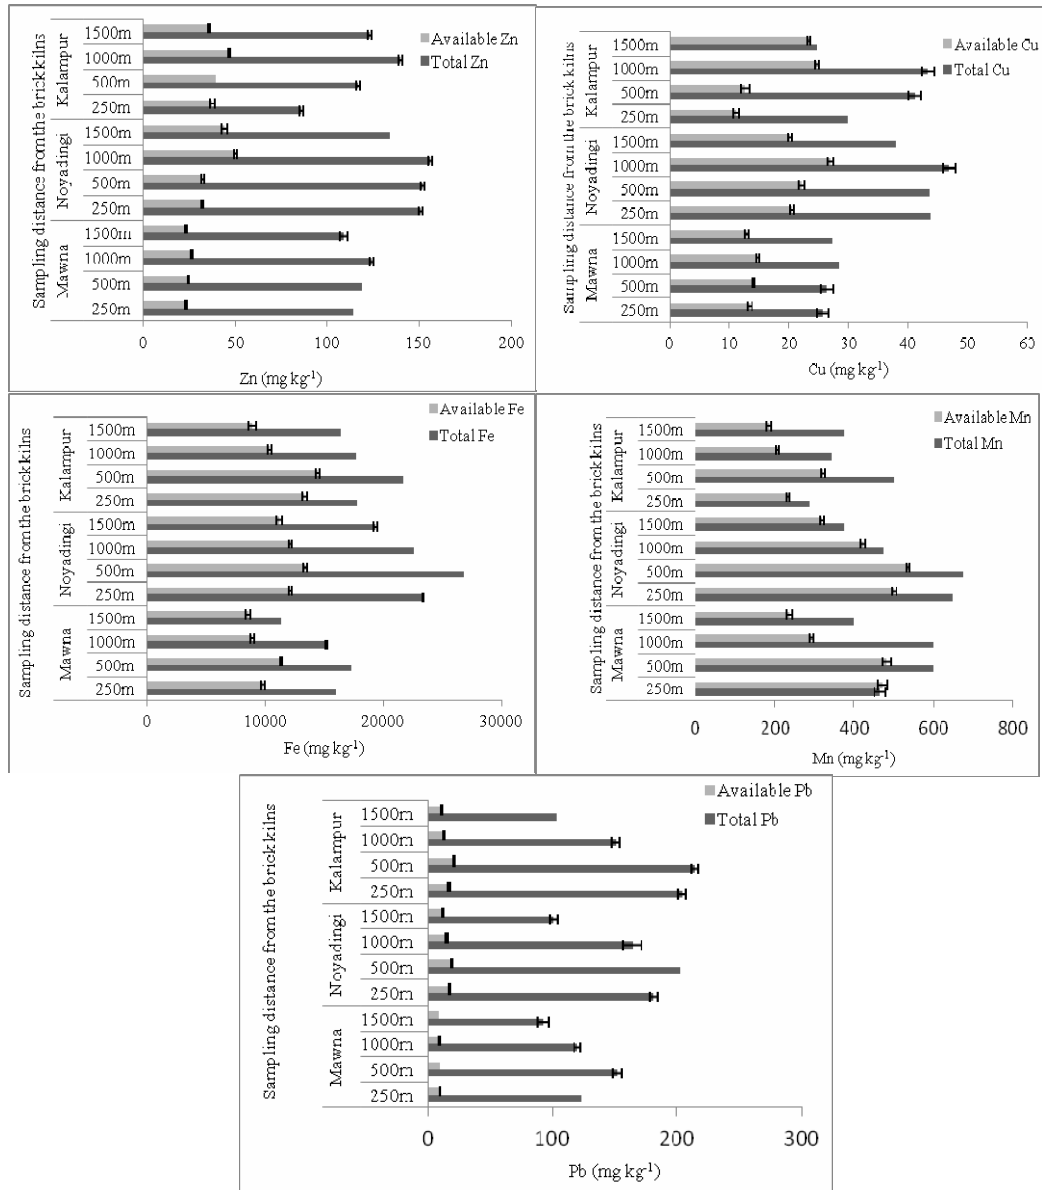 Sampling distance from the brick kilns
Kalampur
Noyadingi
Mawna
1500m
1000m
500m
250m
1500m
1000m
500m
250m
1500m
1000m
500m
250m
Available Zn
Total Zn
0 50 100 150 200
Zn (mg kg-1)
Sampling distance from the brick kilns
Kalampur
Noyadingi
Mawna
1500m
1000m
500m
250m
1500m
1000m
500m
250m
1500m
1000m
500m
250m
Available Cu
Total Cu
0 10 20 30 40 50 60
Cu (mg kg-1)
Sampling distance from the brick kilns
Kalampur
Noyadingi
Mawna
1500m
1000m
500m
250m
1500m
1000m
500m
250m
1500m
1000m
500m
250m
Available Fe
Total Fe
0 10000 20000 30000
Fe (mg kg-1)
Sampling distance from the brick kilns
Kalampur
Noyadingi
Mawna
1500m
1000m
500m
250m
1500m
1000m
500m
250m
1500m
1000m
500m
250m
Available Mn
Total Mn
0 200 400 600 800
Mn (mg kg-1)
Sampling distance from the brick kilns
Kalampur
Noyadingi
Mawna
1500m
1000m
500m
250m
1500m
1000m
500m
250m
1500m
1000m
500m
250m
Available Pb
Total Pb
0 100 200 300
Pb (mg kg-1)